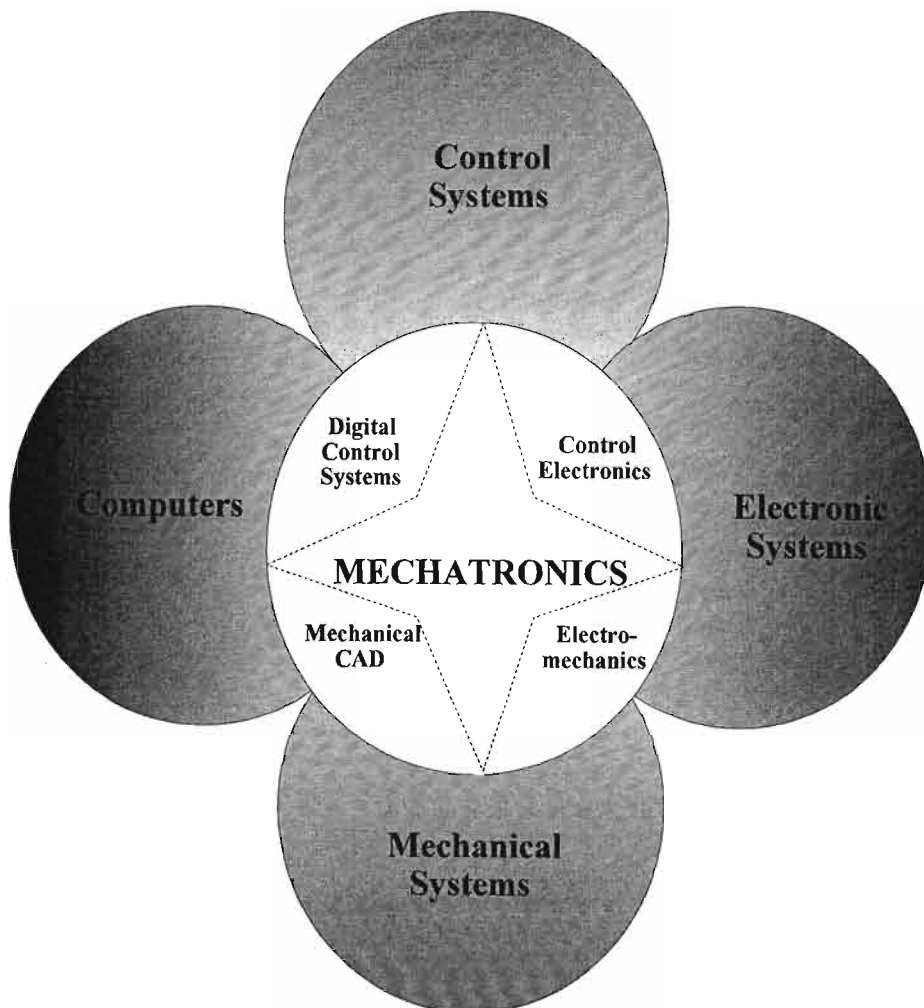 Control
Systems
Digital
Control
Systems
Control
Electronics
Computers
Electronic
Systems
MECHATRONICS
Mechanical
CAD
Electro-
mechanics
Mechanical
Systems